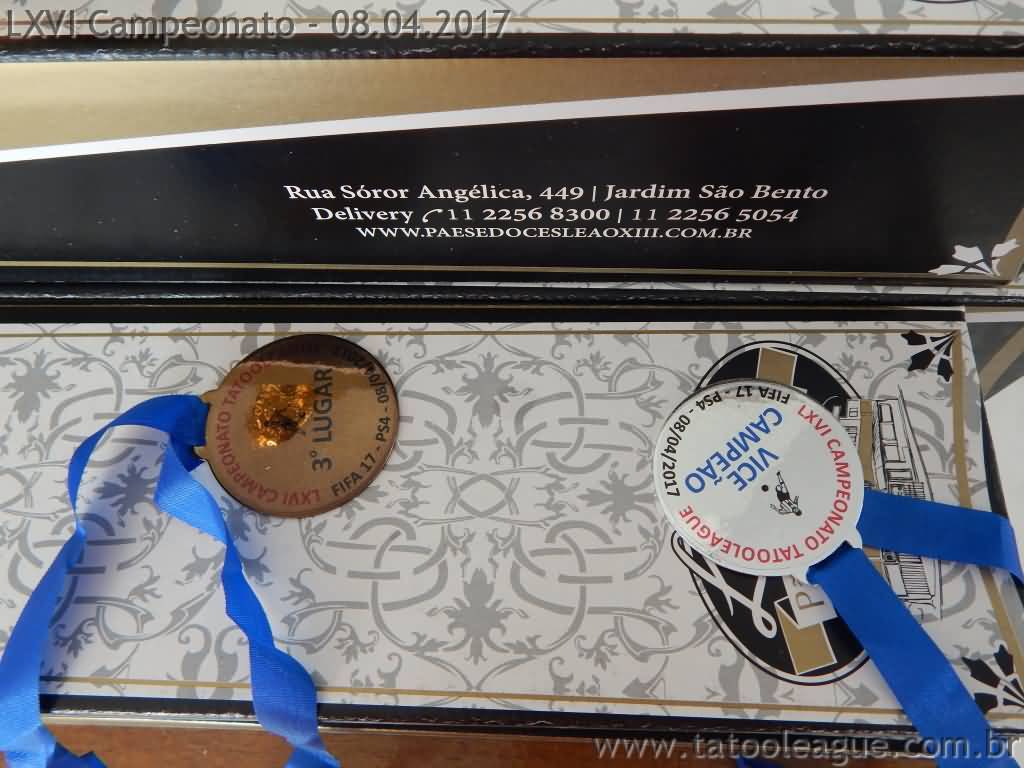 LXVI Campeonato - 08.04.2017
Rua Sóror Angélica, 449 | Jardim São Bento
Delivery 11 2256 8300 | 11 2256 5054
WWW.PAESEDOCESLEAOXIII.COM.BR
LXVI CAMPEONATO TATOO
3° LUGAR
FIFA 17 - PS4 - 08/04/2017
LXVI CAMPEONATO TATOOLEAGUE
VICE
CAMPEÃO
FIFA 17 - PS4 - 08/04/2017
www.tatooleague.com.br